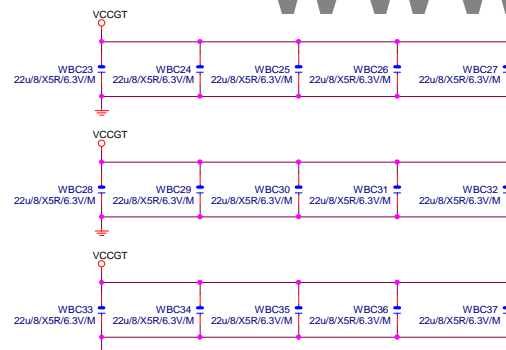 VCCGT
WBC23 WBC24 WBC25 WBC26 WBC27
22u/8/X5R/6.3V/M 22u/8/X5R/6.3V/M 22u/8/X5R/6.3V/M 22u/8/X5R/6.3V/M 22u/8/X5R/6.3V/M
VCCGT
WBC28 WBC29 WBC30 WBC31 WBC32
22u/8/X5R/6.3V/M 22u/8/X5R/6.3V/M 22u/8/X5R/6.3V/M 22u/8/X5R/6.3V/M 22u/8/X5R/6.3V/M
VCCGT
WBC33 WBC34 WBC35 WBC36 WBC37
22u/8/X5R/6.3V/M 22u/8/X5R/6.3V/M 22u/8/X5R/6.3V/M 22u/8/X5R/6.3V/M 22u/8/X5R/6.3V/M